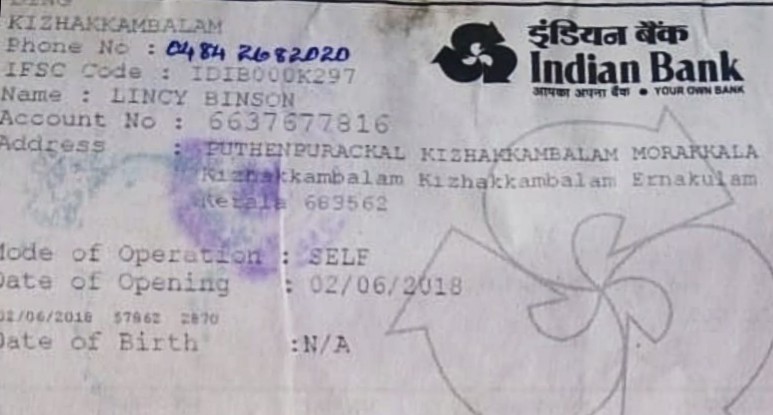 KIZHAKKAMBALAM
Phone No : 0484 2682020
IFSC Code : IDIB000K297
Name : LINCY BINSON
Account No : 6637677816
Address : PUTHENPURACKAL KIZHAKKAMBALAM MORAKKALA
Kizhakkambalam Kizhakkambalam Ernakulam
Kerala 683562
Mode of Operation : SELF
Date of Opening : 02/06/2018
02/06/2018 57862 2870
Date of Birth :N/A
इंडियन बैंक
Indian Bank
आपका अपना बैंक • YOUR OWN BANK